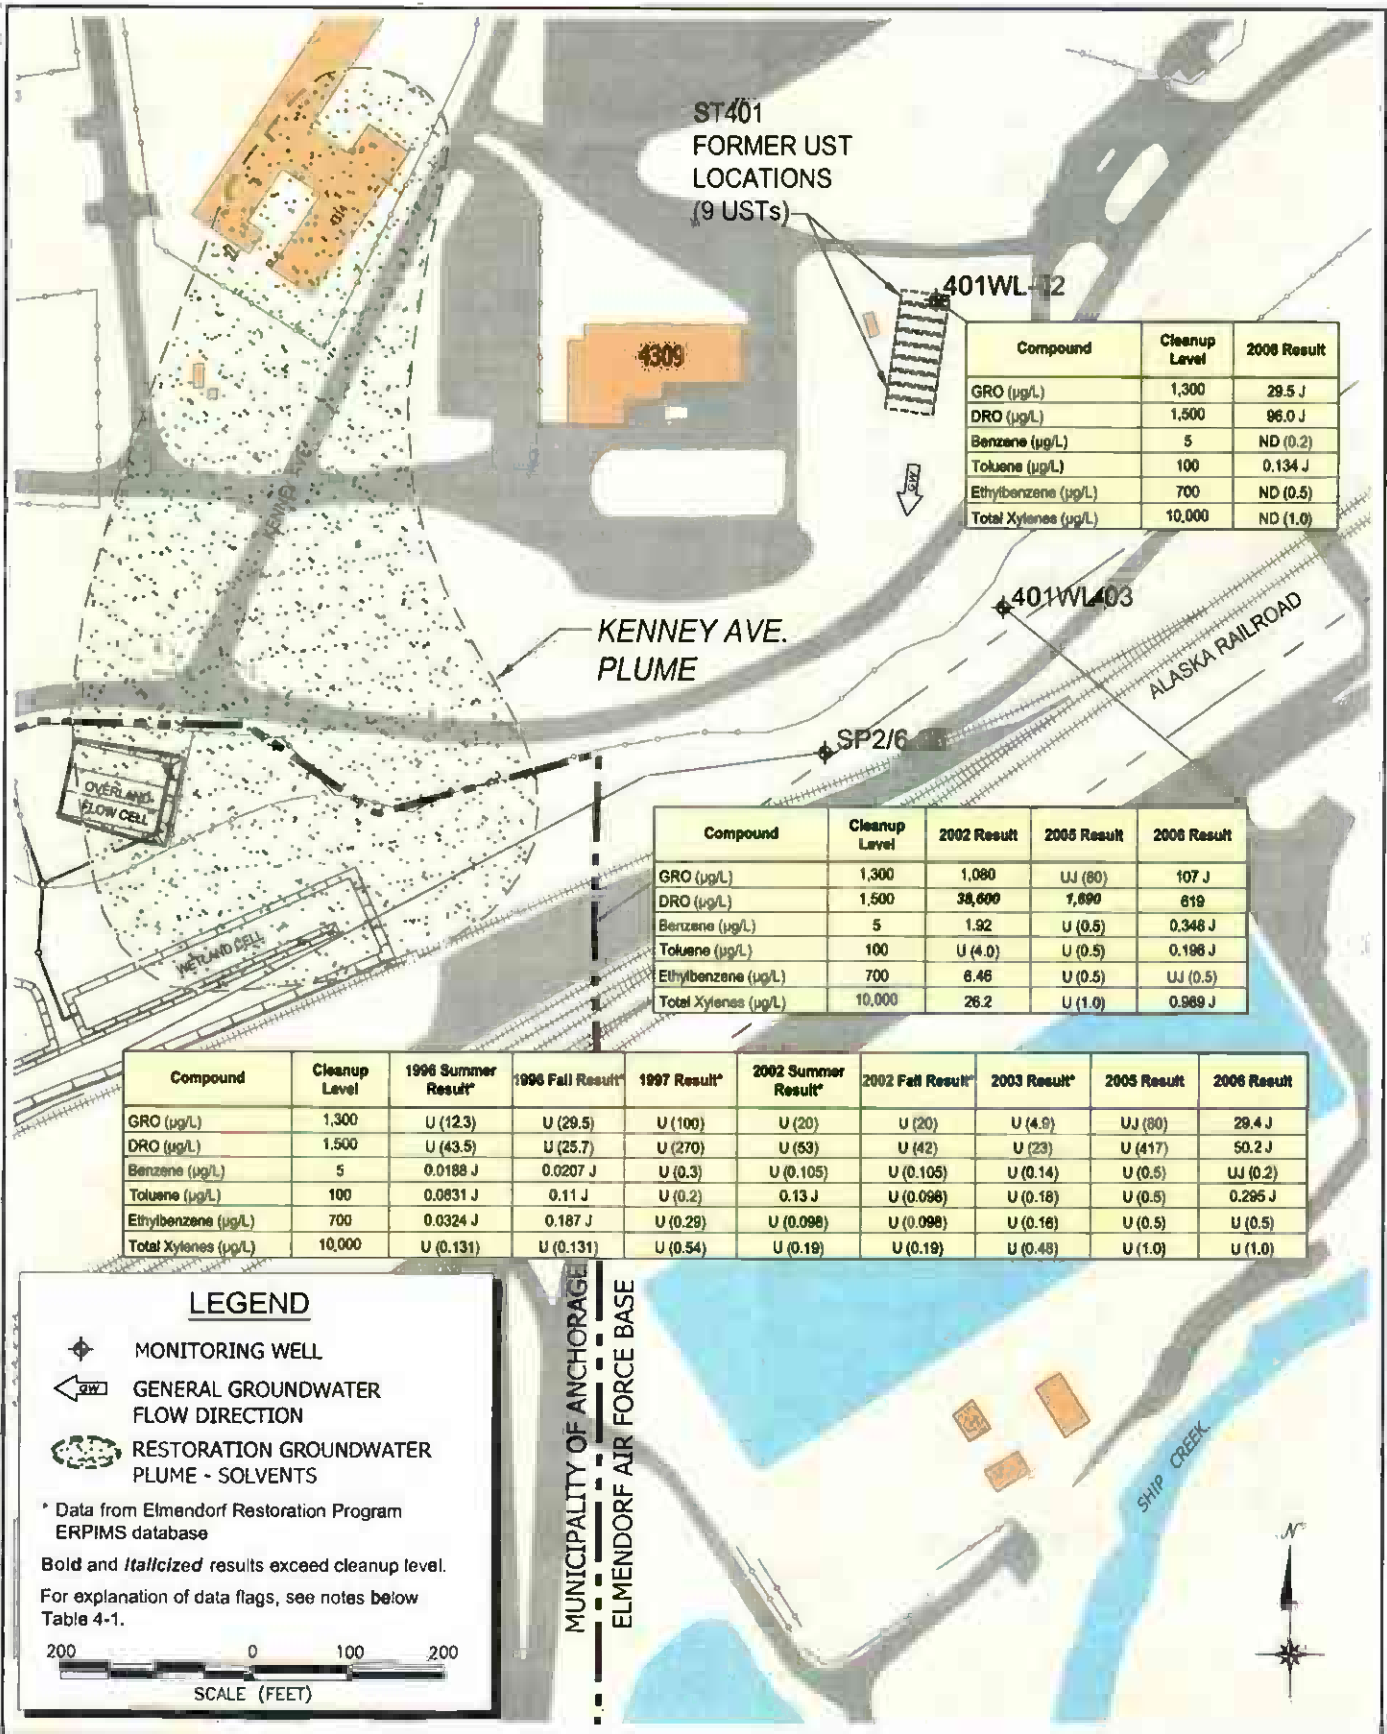 ST401
FORMER UST
LOCATIONS
(9 USTs)
401WL-02
4309
Compound Cleanup Level 2006 Result
GRO (µg/L) 1,300 29.5 J
DRO (µg/L) 1,500 96.0 J
Benzene (µg/L) 5 ND (0.2)
Toluene (µg/L) 100 0.134 J
Ethylbenzene (µg/L) 700 ND (0.5)
Total Xylenes (µg/L) 10,000 ND (1.0)
GW
KENNEY AVE.
401WL-03
KENNEY AVE.
PLUME
ALASKA RAILROAD
SP2/6
OVERLAND
FLOW CELL
WETLAND CELL
Compound Cleanup Level 2002 Result 2005 Result 2006 Result
GRO (µg/L) 1,300 1,080 UJ (80) 107 J
DRO (µg/L) 1,500 38,600 1,690 619
Benzene (µg/L) 5 1.92 U (0.5) 0.348 J
Toluene (µg/L) 100 U (4.0) U (0.5) 0.196 J
Ethylbenzene (µg/L) 700 6.46 U (0.5) UJ (0.5)
Total Xylenes (µg/L) 10,000 26.2 U (1.0) 0.969 J
Compound Cleanup Level 1996 Summer Result* 1996 Fall Result* 1997 Result* 2002 Summer Result* 2002 Fall Result* 2003 Result* 2005 Result 2006 Result
GRO (µg/L) 1,300 U (12.3) U (29.5) U (100) U (20) U (20) U (4.9) UJ (80) 29.4 J
DRO (µg/L) 1,500 U (43.5) U (25.7) U (270) U (53) U (42) U (23) U (417) 50.2 J
Benzene (µg/L) 5 0.0188 J 0.0207 J U (0.3) U (0.105) U (0.105) U (0.14) U (0.5) UJ (0.2)
Toluene (µg/L) 100 0.0831 J 0.11 J U (0.2) 0.13 J U (0.098) U (0.18) U (0.5) 0.295 J
Ethylbenzene (µg/L) 700 0.0324 J 0.187 J U (0.29) U (0.098) U (0.098) U (0.16) U (0.5) U (0.5)
Total Xylenes (µg/L) 10,000 U (0.131) U (0.131) U (0.54) U (0.19) U (0.19) U (0.48) U (1.0) U (1.0)
MUNICIPALITY OF ANCHORAGE
ELMENDORF AIR FORCE BASE
SHIP CREEK
N
LEGEND
MONITORING WELL
GW GENERAL GROUNDWATER
FLOW DIRECTION
RESTORATION GROUNDWATER
PLUME - SOLVENTS
* Data from Elmendorf Restoration Program
ERPIMS database
Bold and Italicized results exceed cleanup level.
For explanation of data flags, see notes below
Table 4-1.
200 0 100 200
SCALE (FEET)